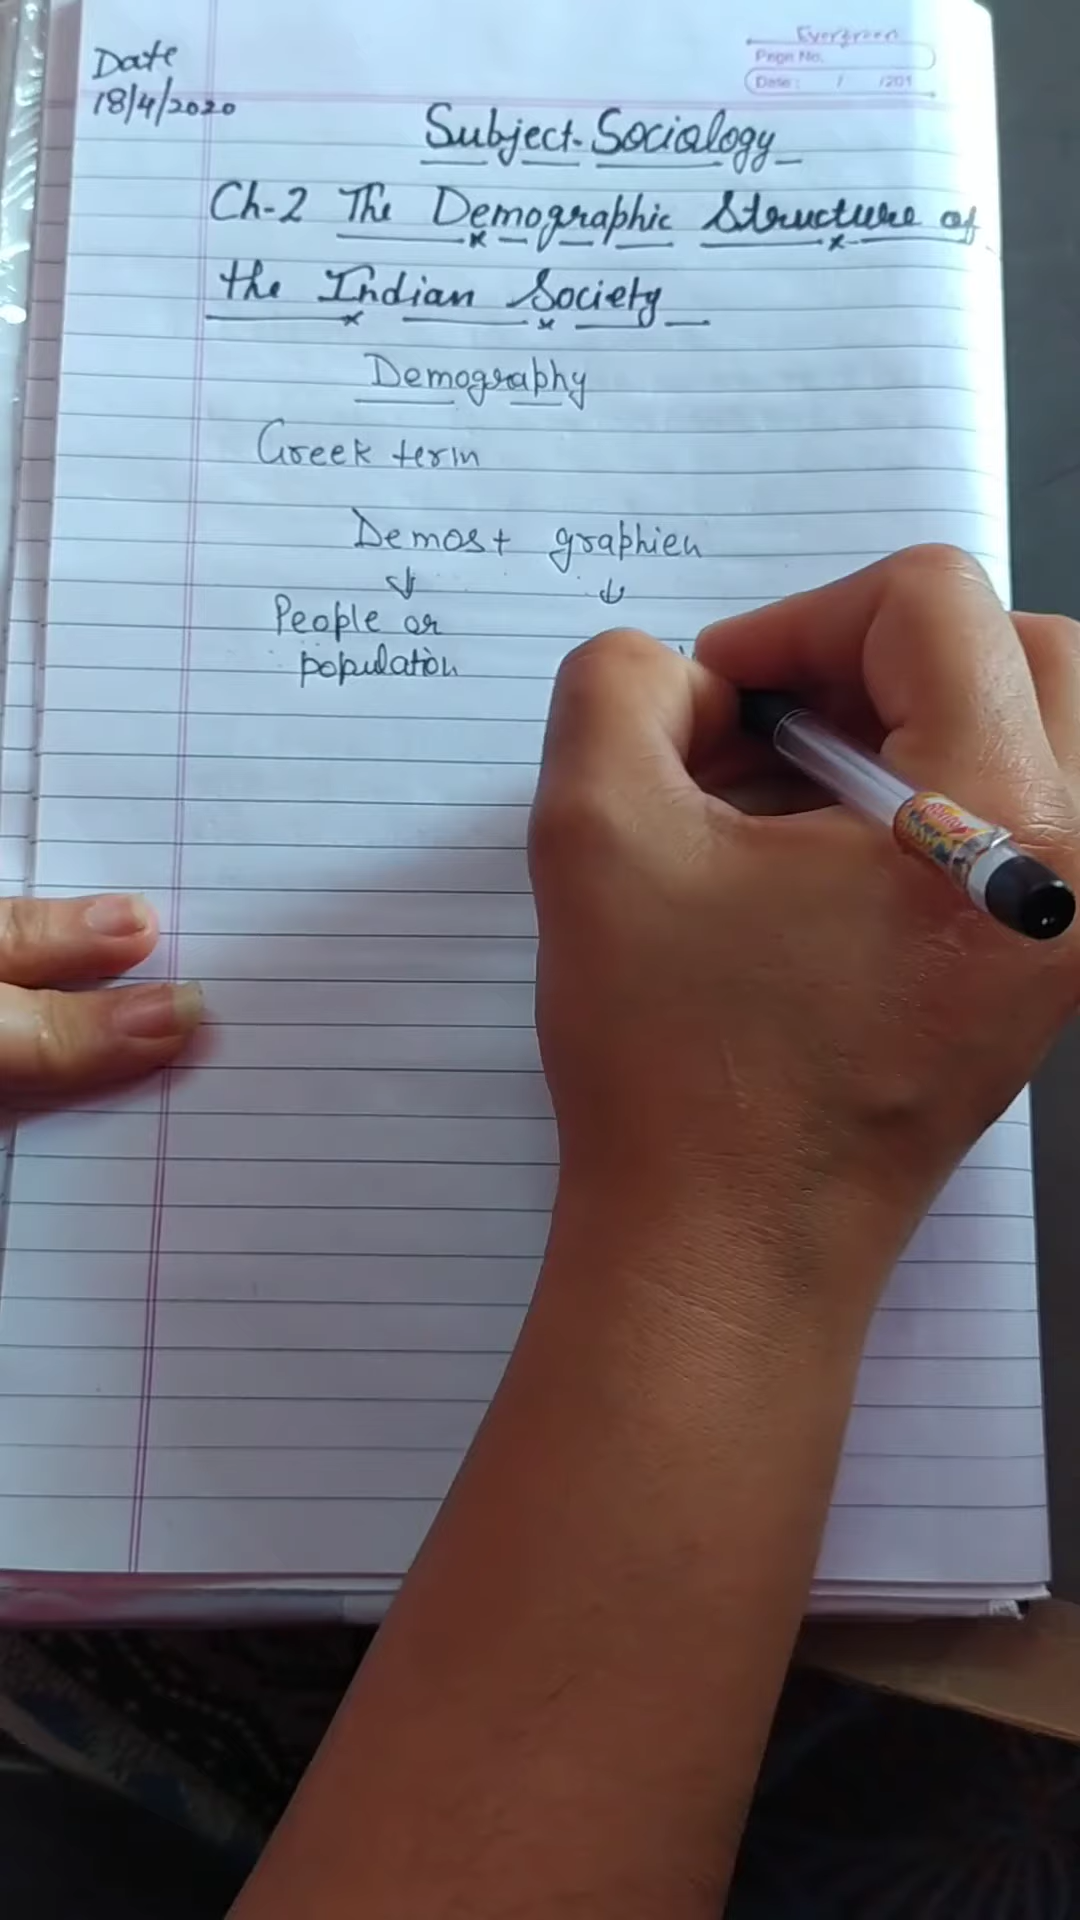 Evergreen
Page No.
Date : / /201
Date
18/4/2020
Subject-Sociology
Ch-2 The Demographic Structure of
the Indian Society
Demography
Greek term
Demos + graphien
People or
population